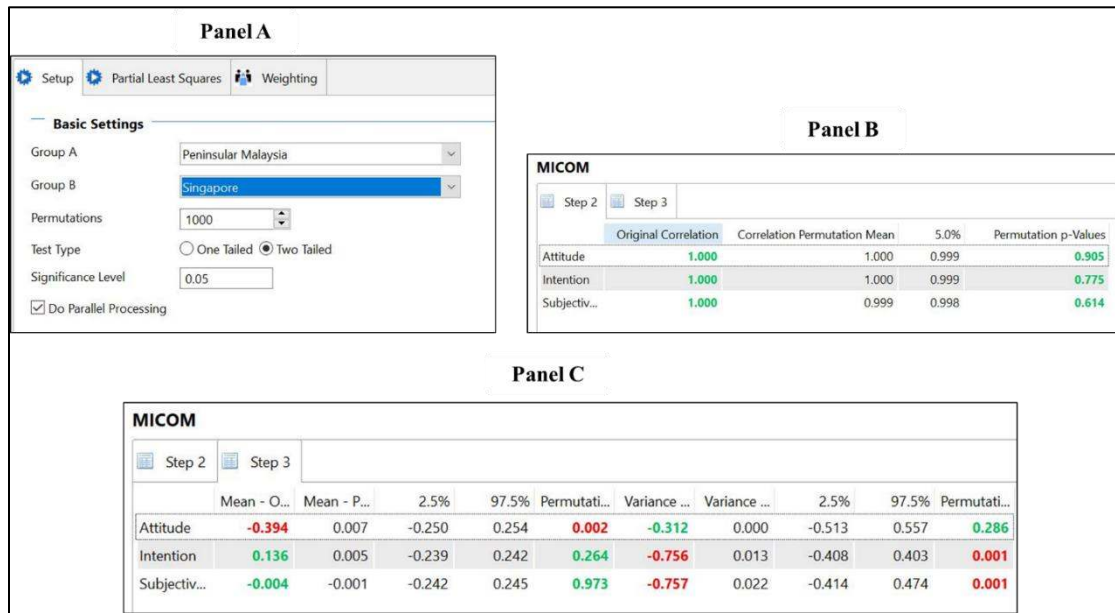 Panel A
Setup Partial Least Squares Weighting
Basic Settings
Group A Peninsular Malaysia
Group B Singapore
Permutations 1000
Test Type One Tailed Two Tailed
Significance Level 0.05
Do Parallel Processing
Panel B
MICOM
Step 2 Step 3
Original Correlation Correlation Permutation Mean 5.0% Permutation p-Values
Attitude 1.000 1.000 0.999 0.905
Intention 1.000 1.000 0.999 0.775
Subjectiv... 1.000 0.999 0.998 0.614
Panel C
MICOM
Step 2 Step 3
Mean - O... Mean - P... 2.5% 97.5% Permutati... Variance ... Variance ... 2.5% 97.5% Permutati...
Attitude -0.394 0.007 -0.250 0.254 0.002 -0.312 0.000 -0.513 0.557 0.286
Intention 0.136 0.005 -0.239 0.242 0.264 -0.756 0.013 -0.408 0.403 0.001
Subjectiv... -0.004 -0.001 -0.242 0.245 0.973 -0.757 0.022 -0.414 0.474 0.001